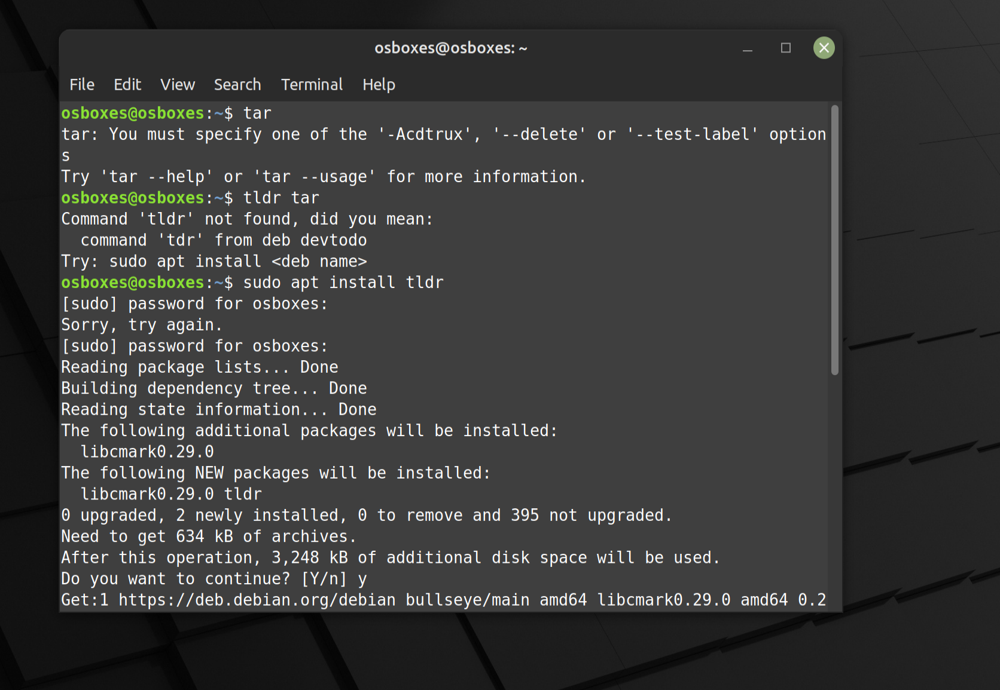 osboxes@osboxes: ~
File Edit View Search Terminal Help
osboxes@osboxes:~$ tar
tar: You must specify one of the '-Acdtrux', '--delete' or '--test-label' option
s
Try 'tar --help' or 'tar --usage' for more information.
osboxes@osboxes:~$ tldr tar
Command 'tldr' not found, did you mean:
  command 'tdr' from deb devtodo
Try: sudo apt install <deb name>
osboxes@osboxes:~$ sudo apt install tldr
[sudo] password for osboxes:
Sorry, try again.
[sudo] password for osboxes:
Reading package lists... Done
Building dependency tree... Done
Reading state information... Done
The following additional packages will be installed:
  libcmark0.29.0
The following NEW packages will be installed:
  libcmark0.29.0 tldr
0 upgraded, 2 newly installed, 0 to remove and 395 not upgraded.
Need to get 634 kB of archives.
After this operation, 3,248 kB of additional disk space will be used.
Do you want to continue? [Y/n] y
Get:1 https://deb.debian.org/debian bullseye/main amd64 libcmark0.29.0 amd64 0.2